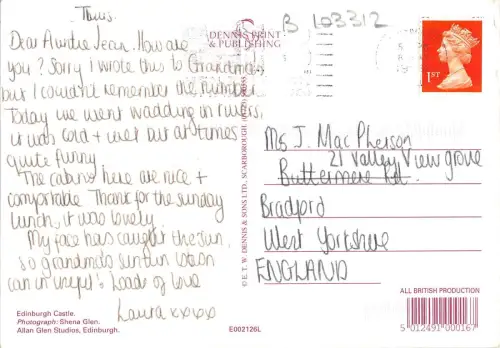 Thurs.
Dear Auntie Jean. How are
you? Sorry I wrote this to Grandma's
but I couldn't remember the number.
Today we went wadding in rivers,
it was cold + wet but at times
quite funny
The cabins here are nice +
comfortable Thank for the sunday
lunch, it was lovely.
My face has caught the sun,
so grandmas suntan lotion
can in useful. Loads of love
Laura xxxxx
Edinburgh Castle.
Photograph: Shena Glen.
Allan Glen Studios, Edinburgh.
E002126L
DENNIS PRINT
& PUBLISHING
© E. T. W. DENNIS & SONS LTD., SCARBOROUGH,
B 103312
1ST
Ms J. MacPherson
21 Valley View grove
Buttermere Rd.
Bradford
West Yorkshire
ENGLAND
ALL BRITISH PRODUCTION
5 012491 000167